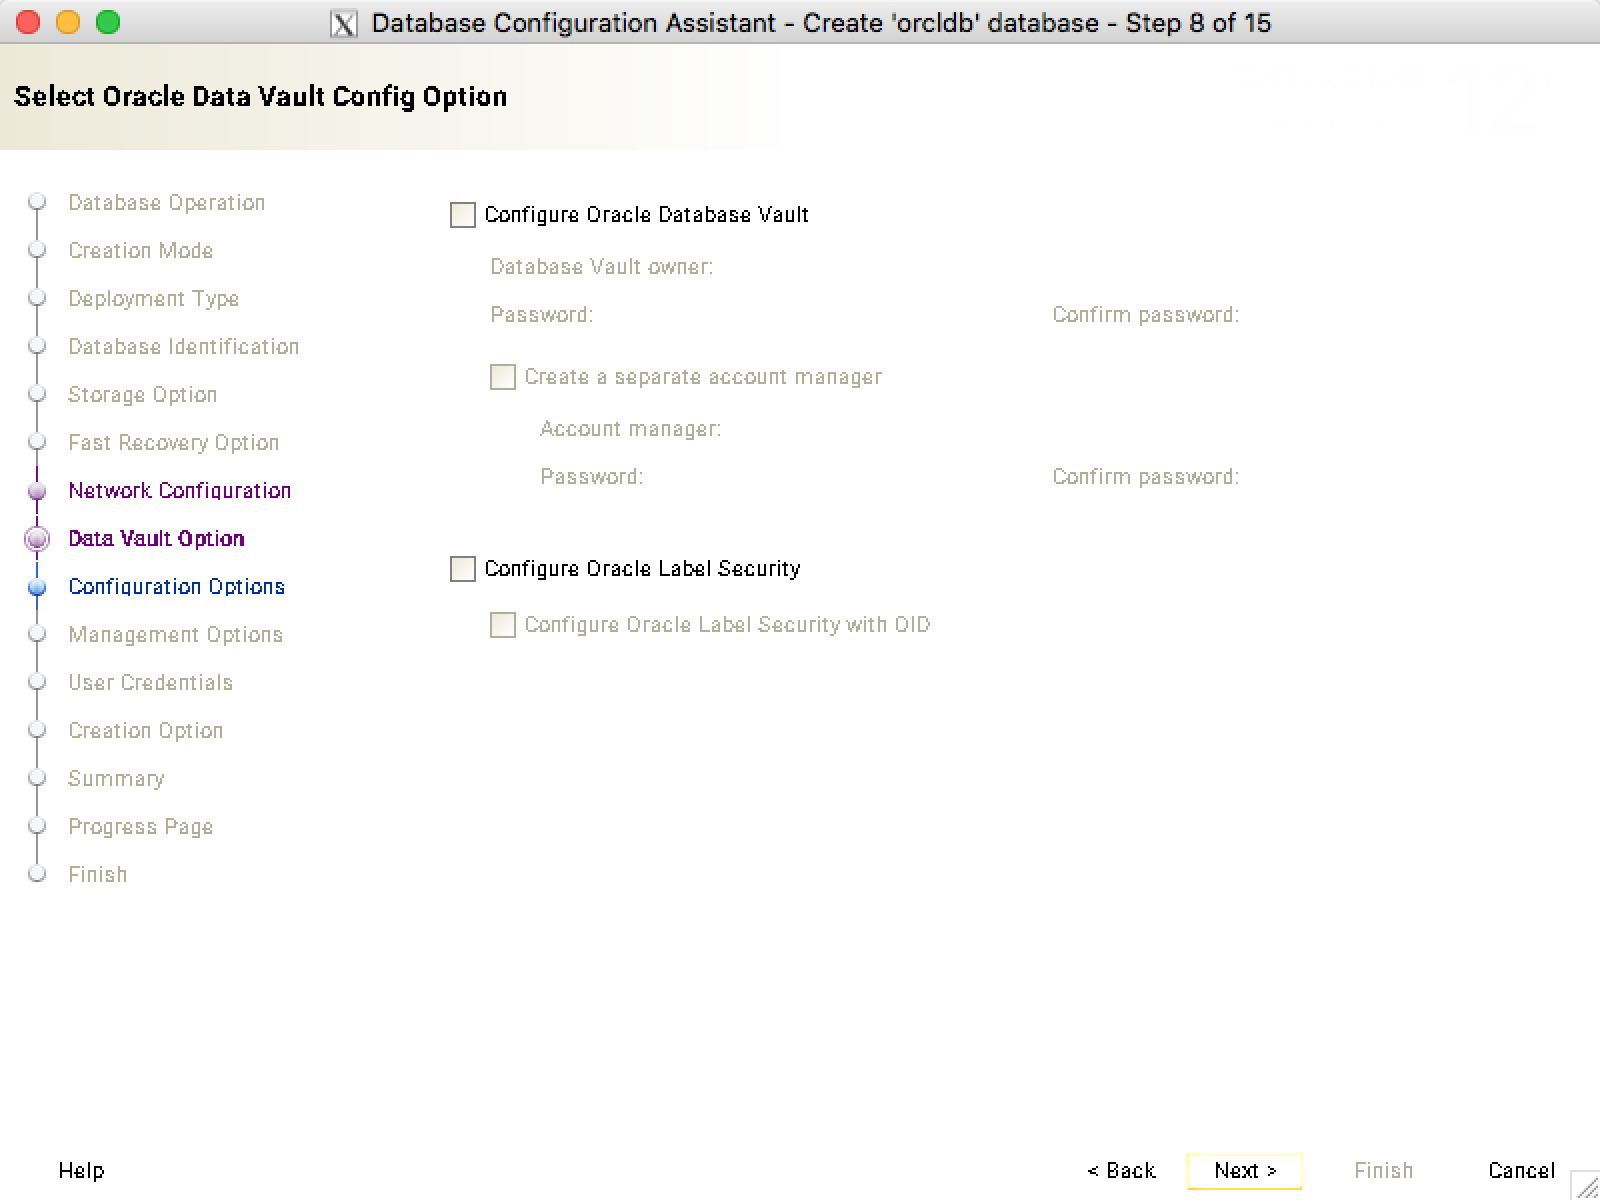 Database Configuration Assistant - Create 'orcldb' database - Step 8 of 15
Select Oracle Data Vault Config Option
Database Operation
Creation Mode
Deployment Type
Database Identification
Storage Option
Fast Recovery Option
Network Configuration
Data Vault Option
Configuration Options
Management Options
User Credentials
Creation Option
Summary
Progress Page
Finish
Configure Oracle Database Vault
Database Vault owner:
Password: Confirm password:
Create a separate account manager
Account manager:
Password: Confirm password:
Configure Oracle Label Security
Configure Oracle Label Security with OID
Help < Back Next > Finish Cancel